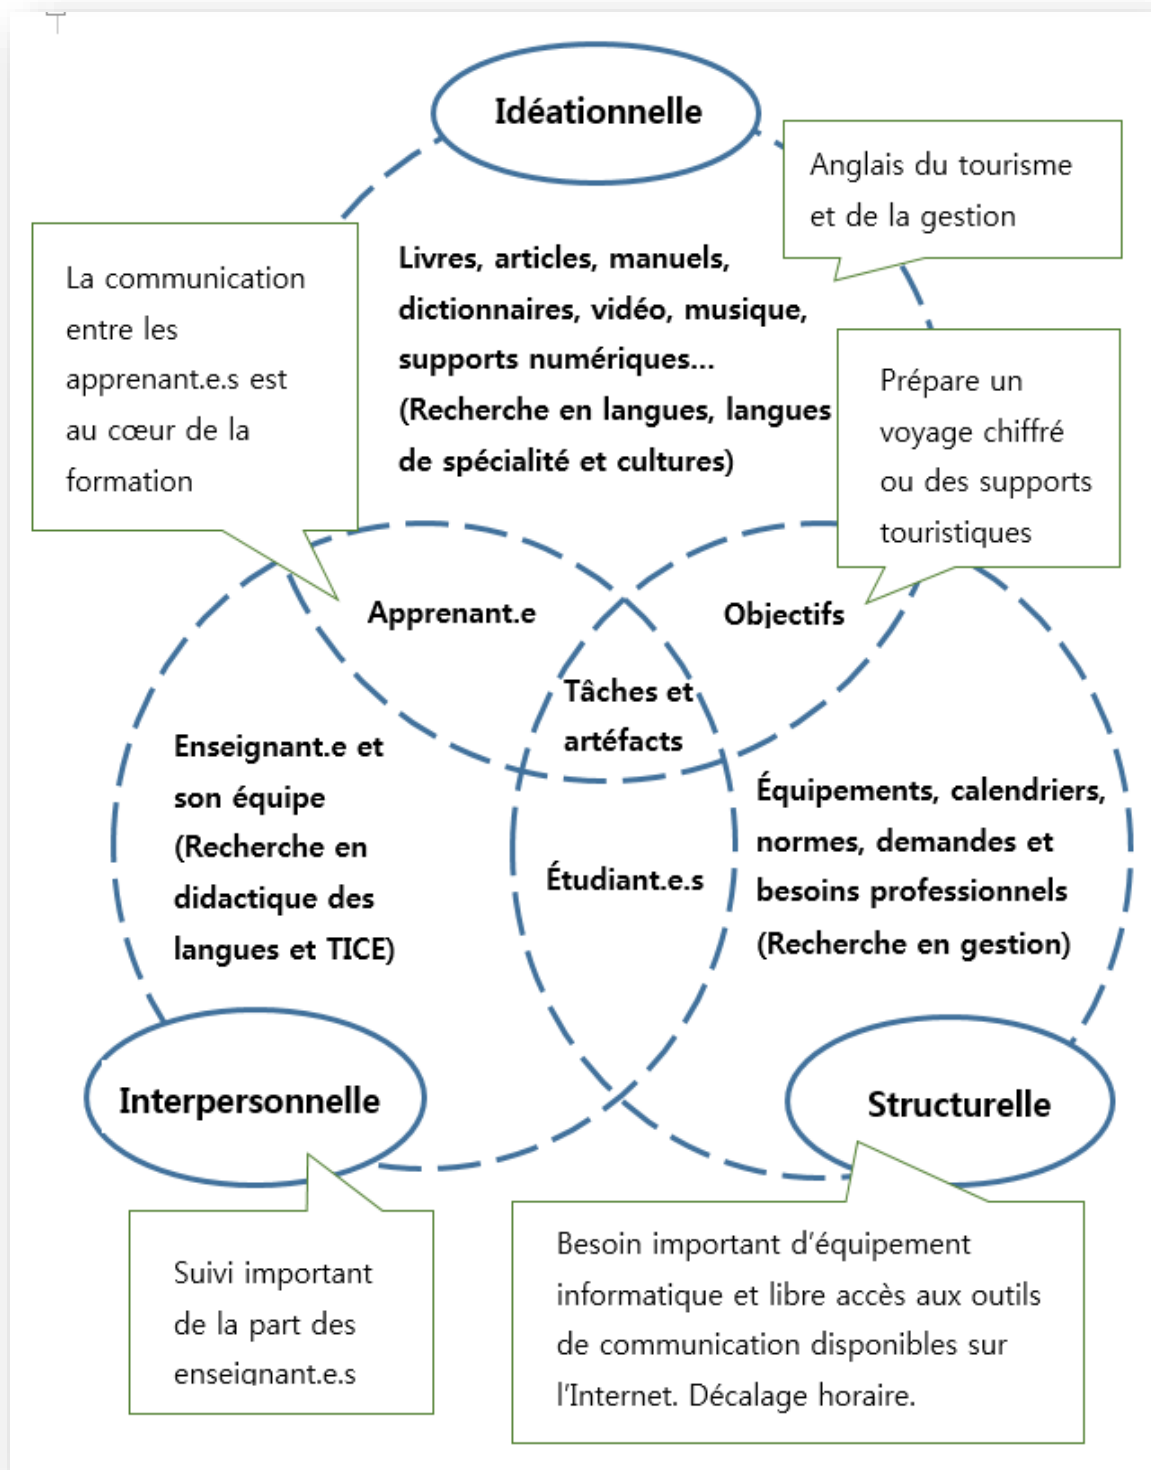 Idéationnelle
Anglais du tourisme
et de la gestion
La communication
entre les
apprenant.e.s est
au cœur de la
formation
Livres, articles, manuels,
dictionnaires, vidéo, musique,
supports numériques...
(Recherche en langues, langues
de spécialité et cultures)
Prépare un
voyage chiffré
ou des supports
touristiques
Apprenant.e
Objectifs
Tâches et
artéfacts
Enseignant.e et
son équipe
(Recherche en
didactique des
langues et TICE)
Équipements, calendriers,
normes, demandes et
besoins professionnels
(Recherche en gestion)
Étudiant.e.s
Interpersonnelle
Structurelle
Suivi important
de la part des
enseignant.e.s
Besoin important d'équipement
informatique et libre accès aux outils
de communication disponibles sur
l'Internet. Décalage horaire.